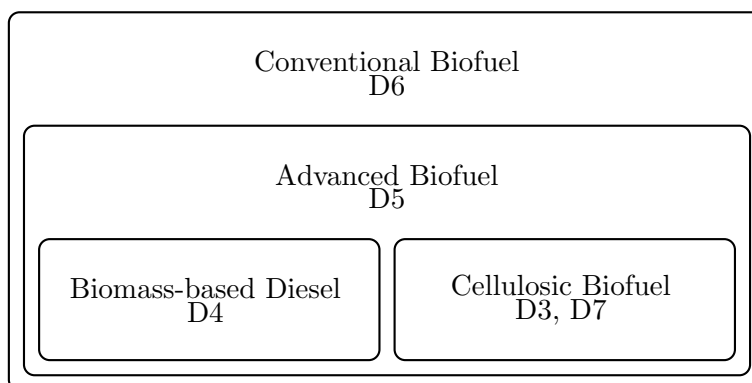 Conventional Biofuel
D6
Advanced Biofuel
D5
Biomass-based Diesel
D4
Cellulosic Biofuel
D3, D7